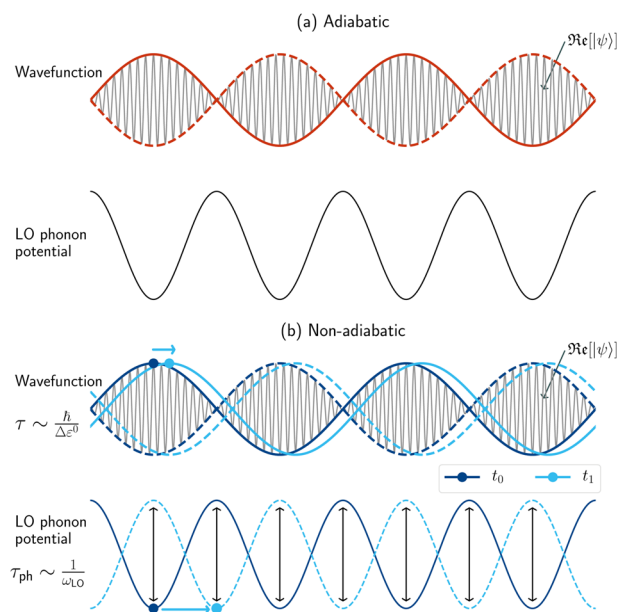 (a) Adiabatic
Wavefunction
ℜ𝔢[|ψ⟩]
LO phonon
potential
(b) Non-adiabatic
ℜ𝔢[|ψ⟩]
Wavefunction
τ ∼ ħ/Δε⁰
t₀ t₁
LO phonon
potential
τ_ph ∼ 1/ω_LO